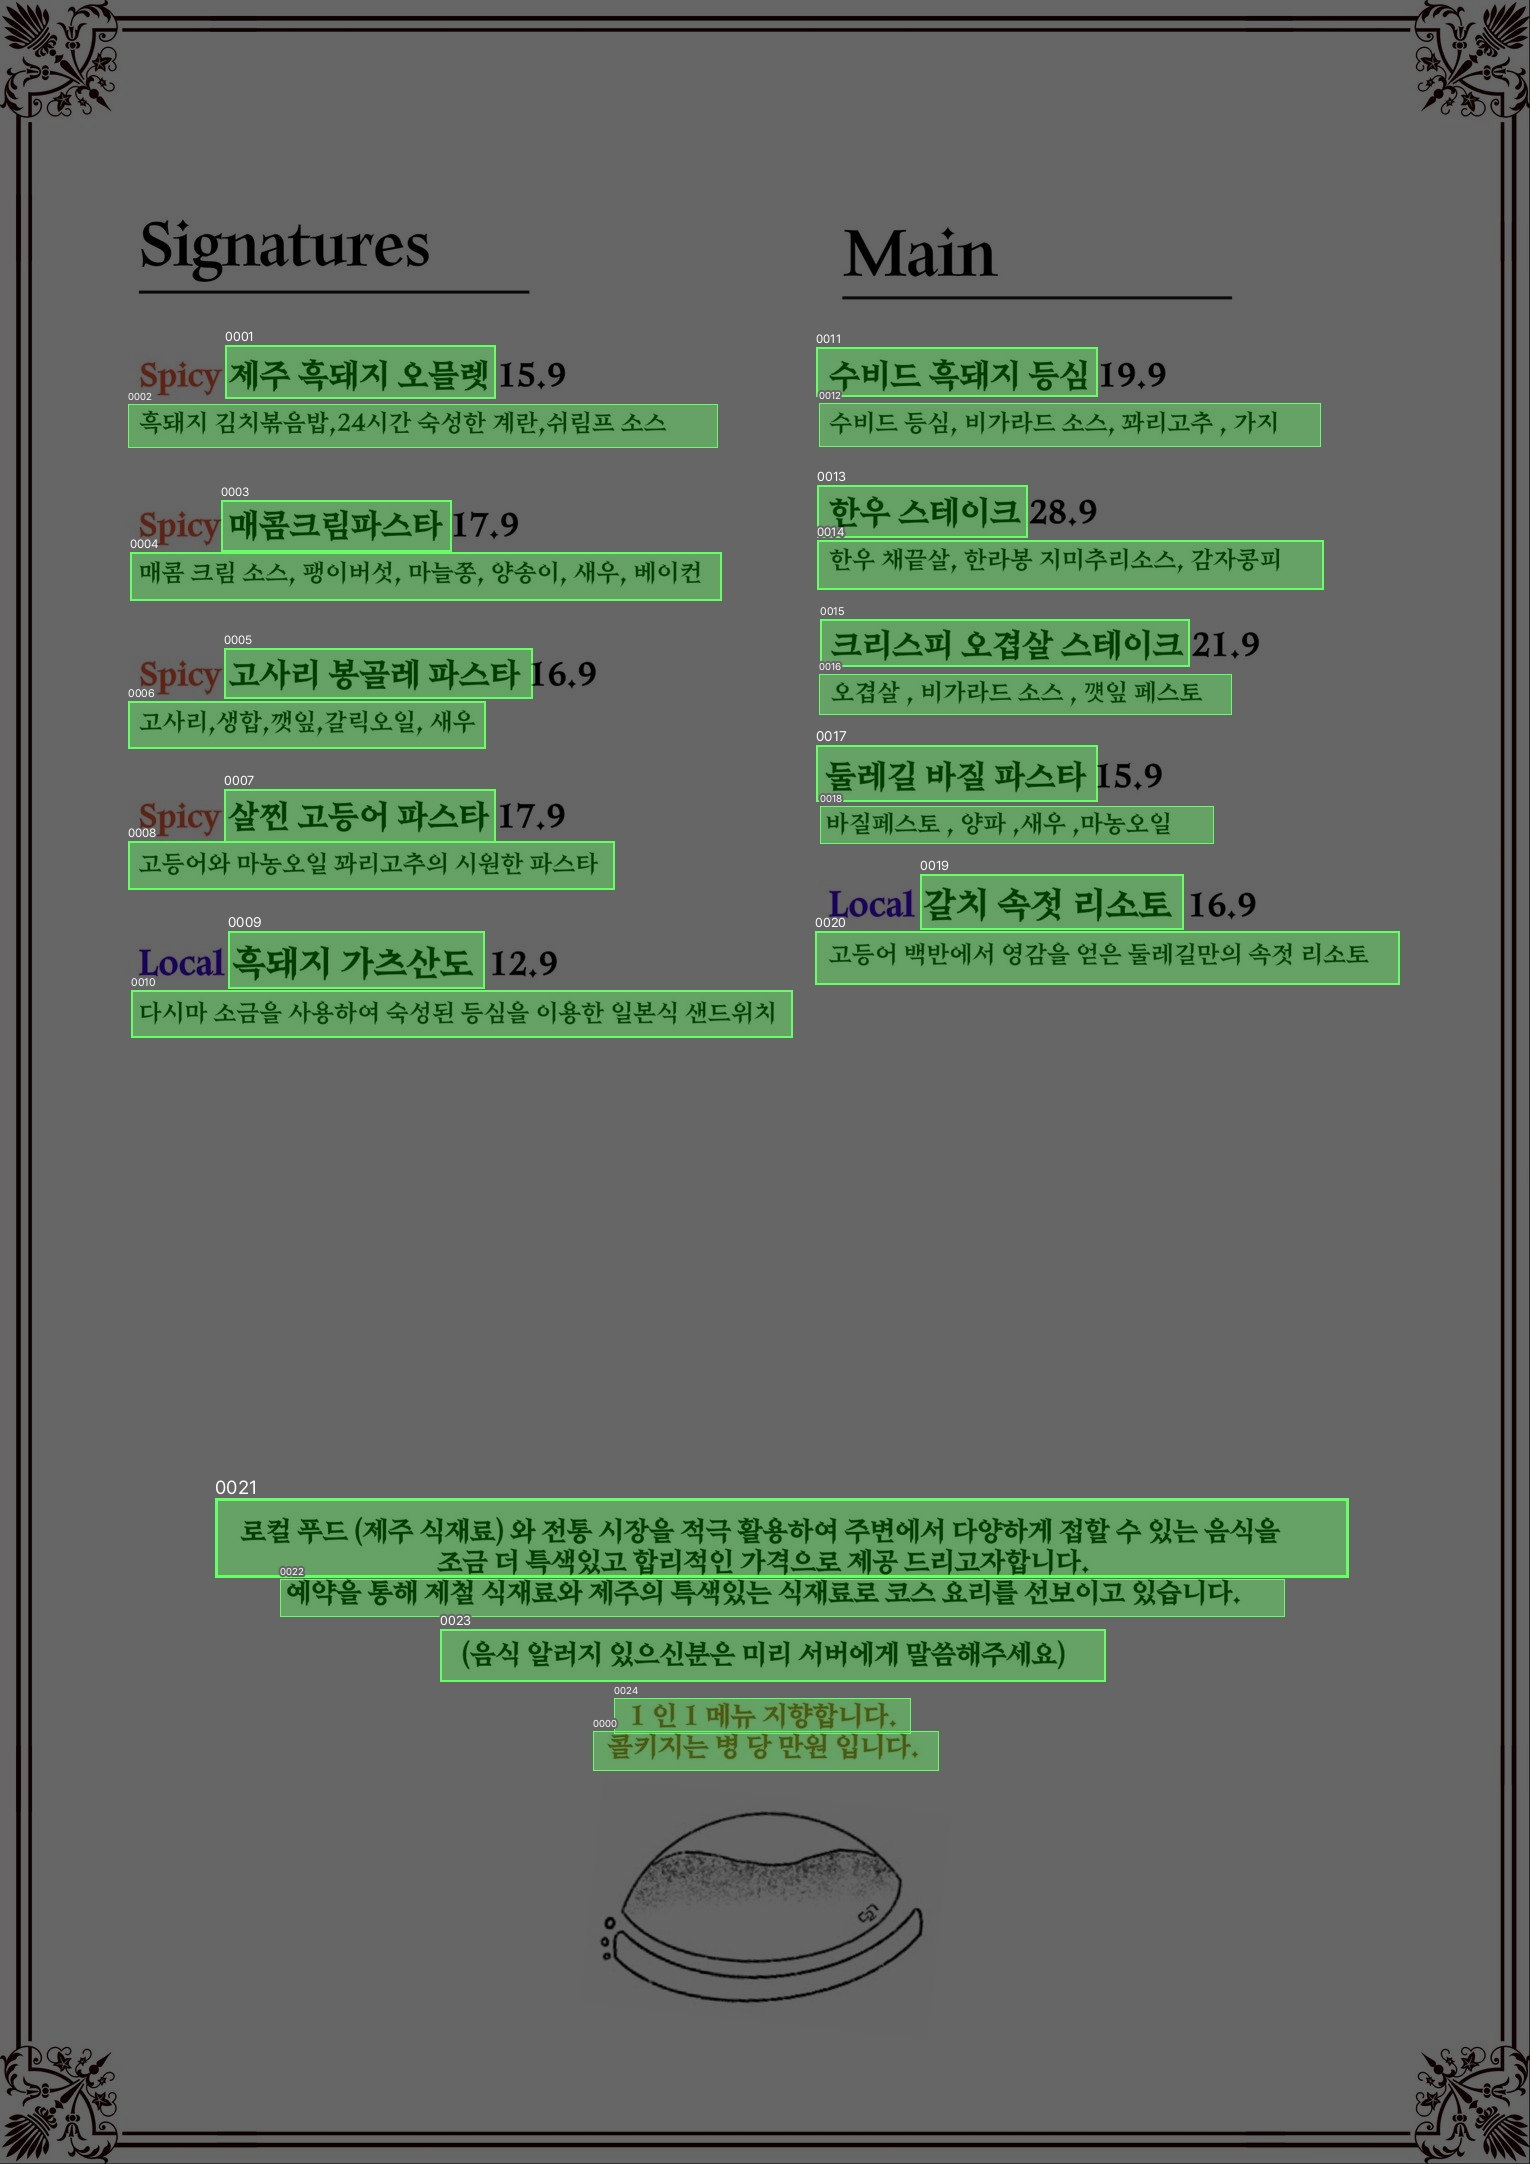 Signatures
Spicy 제주 흑돼지 오믈렛 15.9
흑돼지 김치볶음밥,24시간 숙성한 계란,쉬림프 소스
Spicy 매콤크림파스타 17.9
매콤 크림 소스, 팽이버섯, 마늘쫑, 양송이, 새우, 베이컨
Spicy 고사리 봉골레 파스타 16.9
고사리,생합,깻잎,갈릭오일, 새우
Spicy 살찐 고등어 파스타 17.9
고등어와 마농오일 꽈리고추의 시원한 파스타
Local 흑돼지 가츠산도 12.9
다시마 소금을 사용하여 숙성된 등심을 이용한 일본식 샌드위치
Main
수비드 흑돼지 등심 19.9
수비드 등심, 비가라드 소스, 꽈리고추 , 가지
한우 스테이크 28.9
한우 채끝살, 한라봉 지미추리소스, 감자콩피
크리스피 오겹살 스테이크 21.9
오겹살 , 비가라드 소스 , 깻잎 페스토
둘레길 바질 파스타 15.9
바질페스토 , 양파 ,새우 ,마농오일
Local 갈치 속젓 리소토 16.9
고등어 백반에서 영감을 얻은 둘레길만의 속젓 리소토
로컬 푸드 (제주 식재료) 와 전통 시장을 적극 활용하여 주변에서 다양하게 접할 수 있는 음식을
조금 더 특색있고 합리적인 가격으로 제공 드리고자합니다.
예약을 통해 제철 식재료와 제주의 특색있는 식재료로 코스 요리를 선보이고 있습니다.
(음식 알러지 있으신분은 미리 서버에게 말씀해주세요)
1 인 1 메뉴 지향합니다.
콜키지는 병 당 만원 입니다.
0001
0002
0003
0004
0005
0006
0007
0008
0009
0010
0011
0012
0013
0014
0015
0016
0017
0018
0019
0020
0021
0022
0023
0024
0000